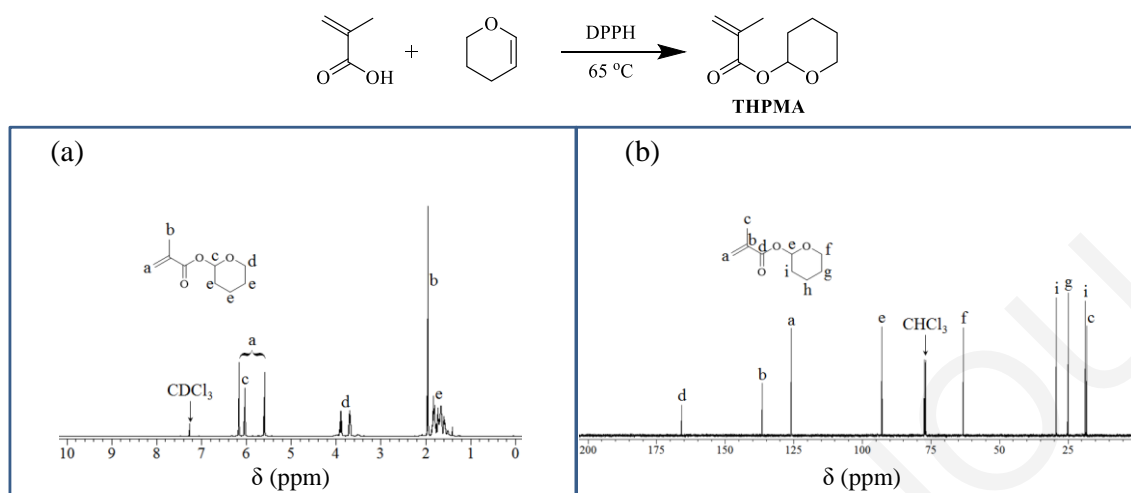 O
O
OH
+
O
DPPH
65 °C
O
O
O
THPMA
(a)
(b)
b
a
O
c
O
d
O
e
e
e
b
a
c
CDCl3
d
e
10 9 8 7 6 5 4 3 2 1 0
δ (ppm)
c
b
a
d
O
e
O
f
O
i
g
h
a
e
CHCl3
f
i
g
i
c
b
d
200 175 150 125 100 75 50 25
δ (ppm)